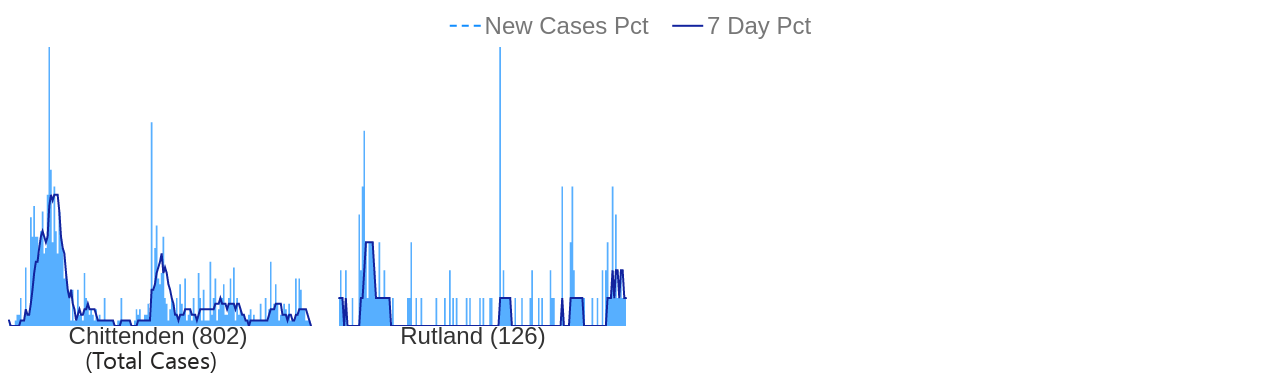 New Cases Pct 7 Day Pct
Chittenden (802) Rutland (126)
(Total Cases)